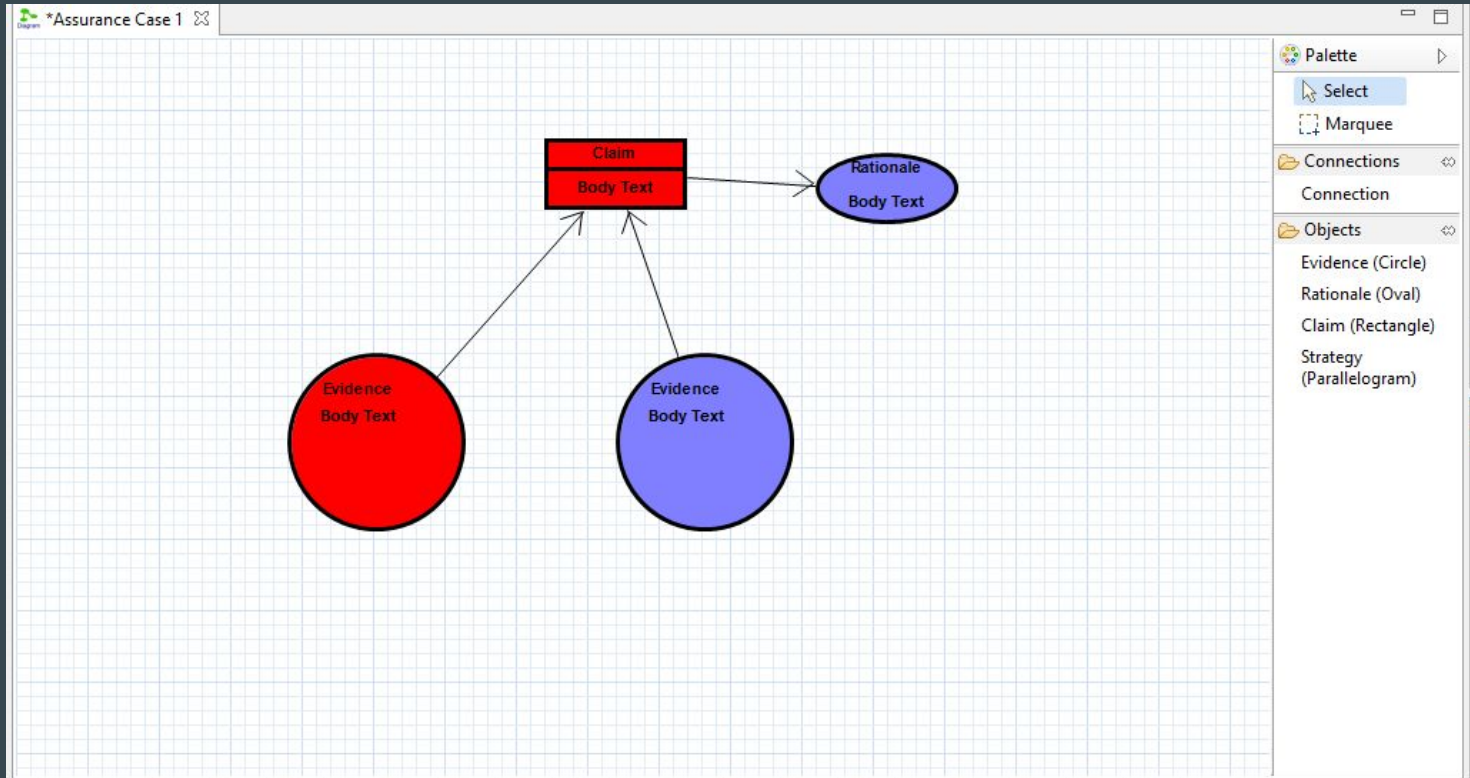 *Assurance Case 1
Diagram
Claim
Body Text
Rationale
Body Text
Evidence
Body Text
Evidence
Body Text
Palette
Select
Marquee
Connections
Connection
Objects
Evidence (Circle)
Rationale (Oval)
Claim (Rectangle)
Strategy
(Parallelogram)